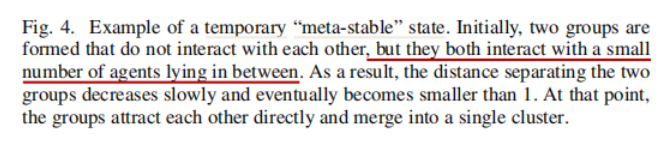 Fig. 4. Example of a temporary “meta-stable” state. Initially, two groups are
formed that do not interact with each other, but they both interact with a small
number of agents lying in between. As a result, the distance separating the two
groups decreases slowly and eventually becomes smaller than 1. At that point,
the groups attract each other directly and merge into a single cluster.